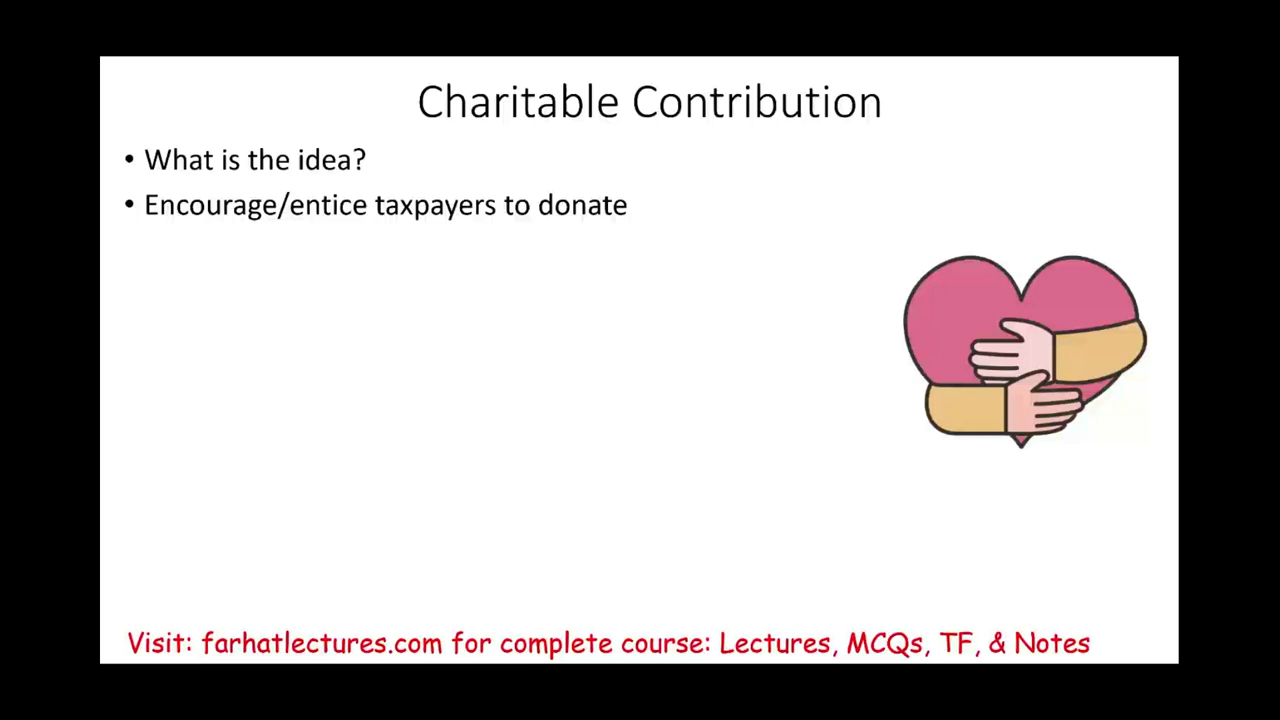 Charitable Contribution
• What is the idea?
• Encourage/entice taxpayers to donate
Visit: farhatlectures.com for complete course: Lectures, MCQs, TF, & Notes